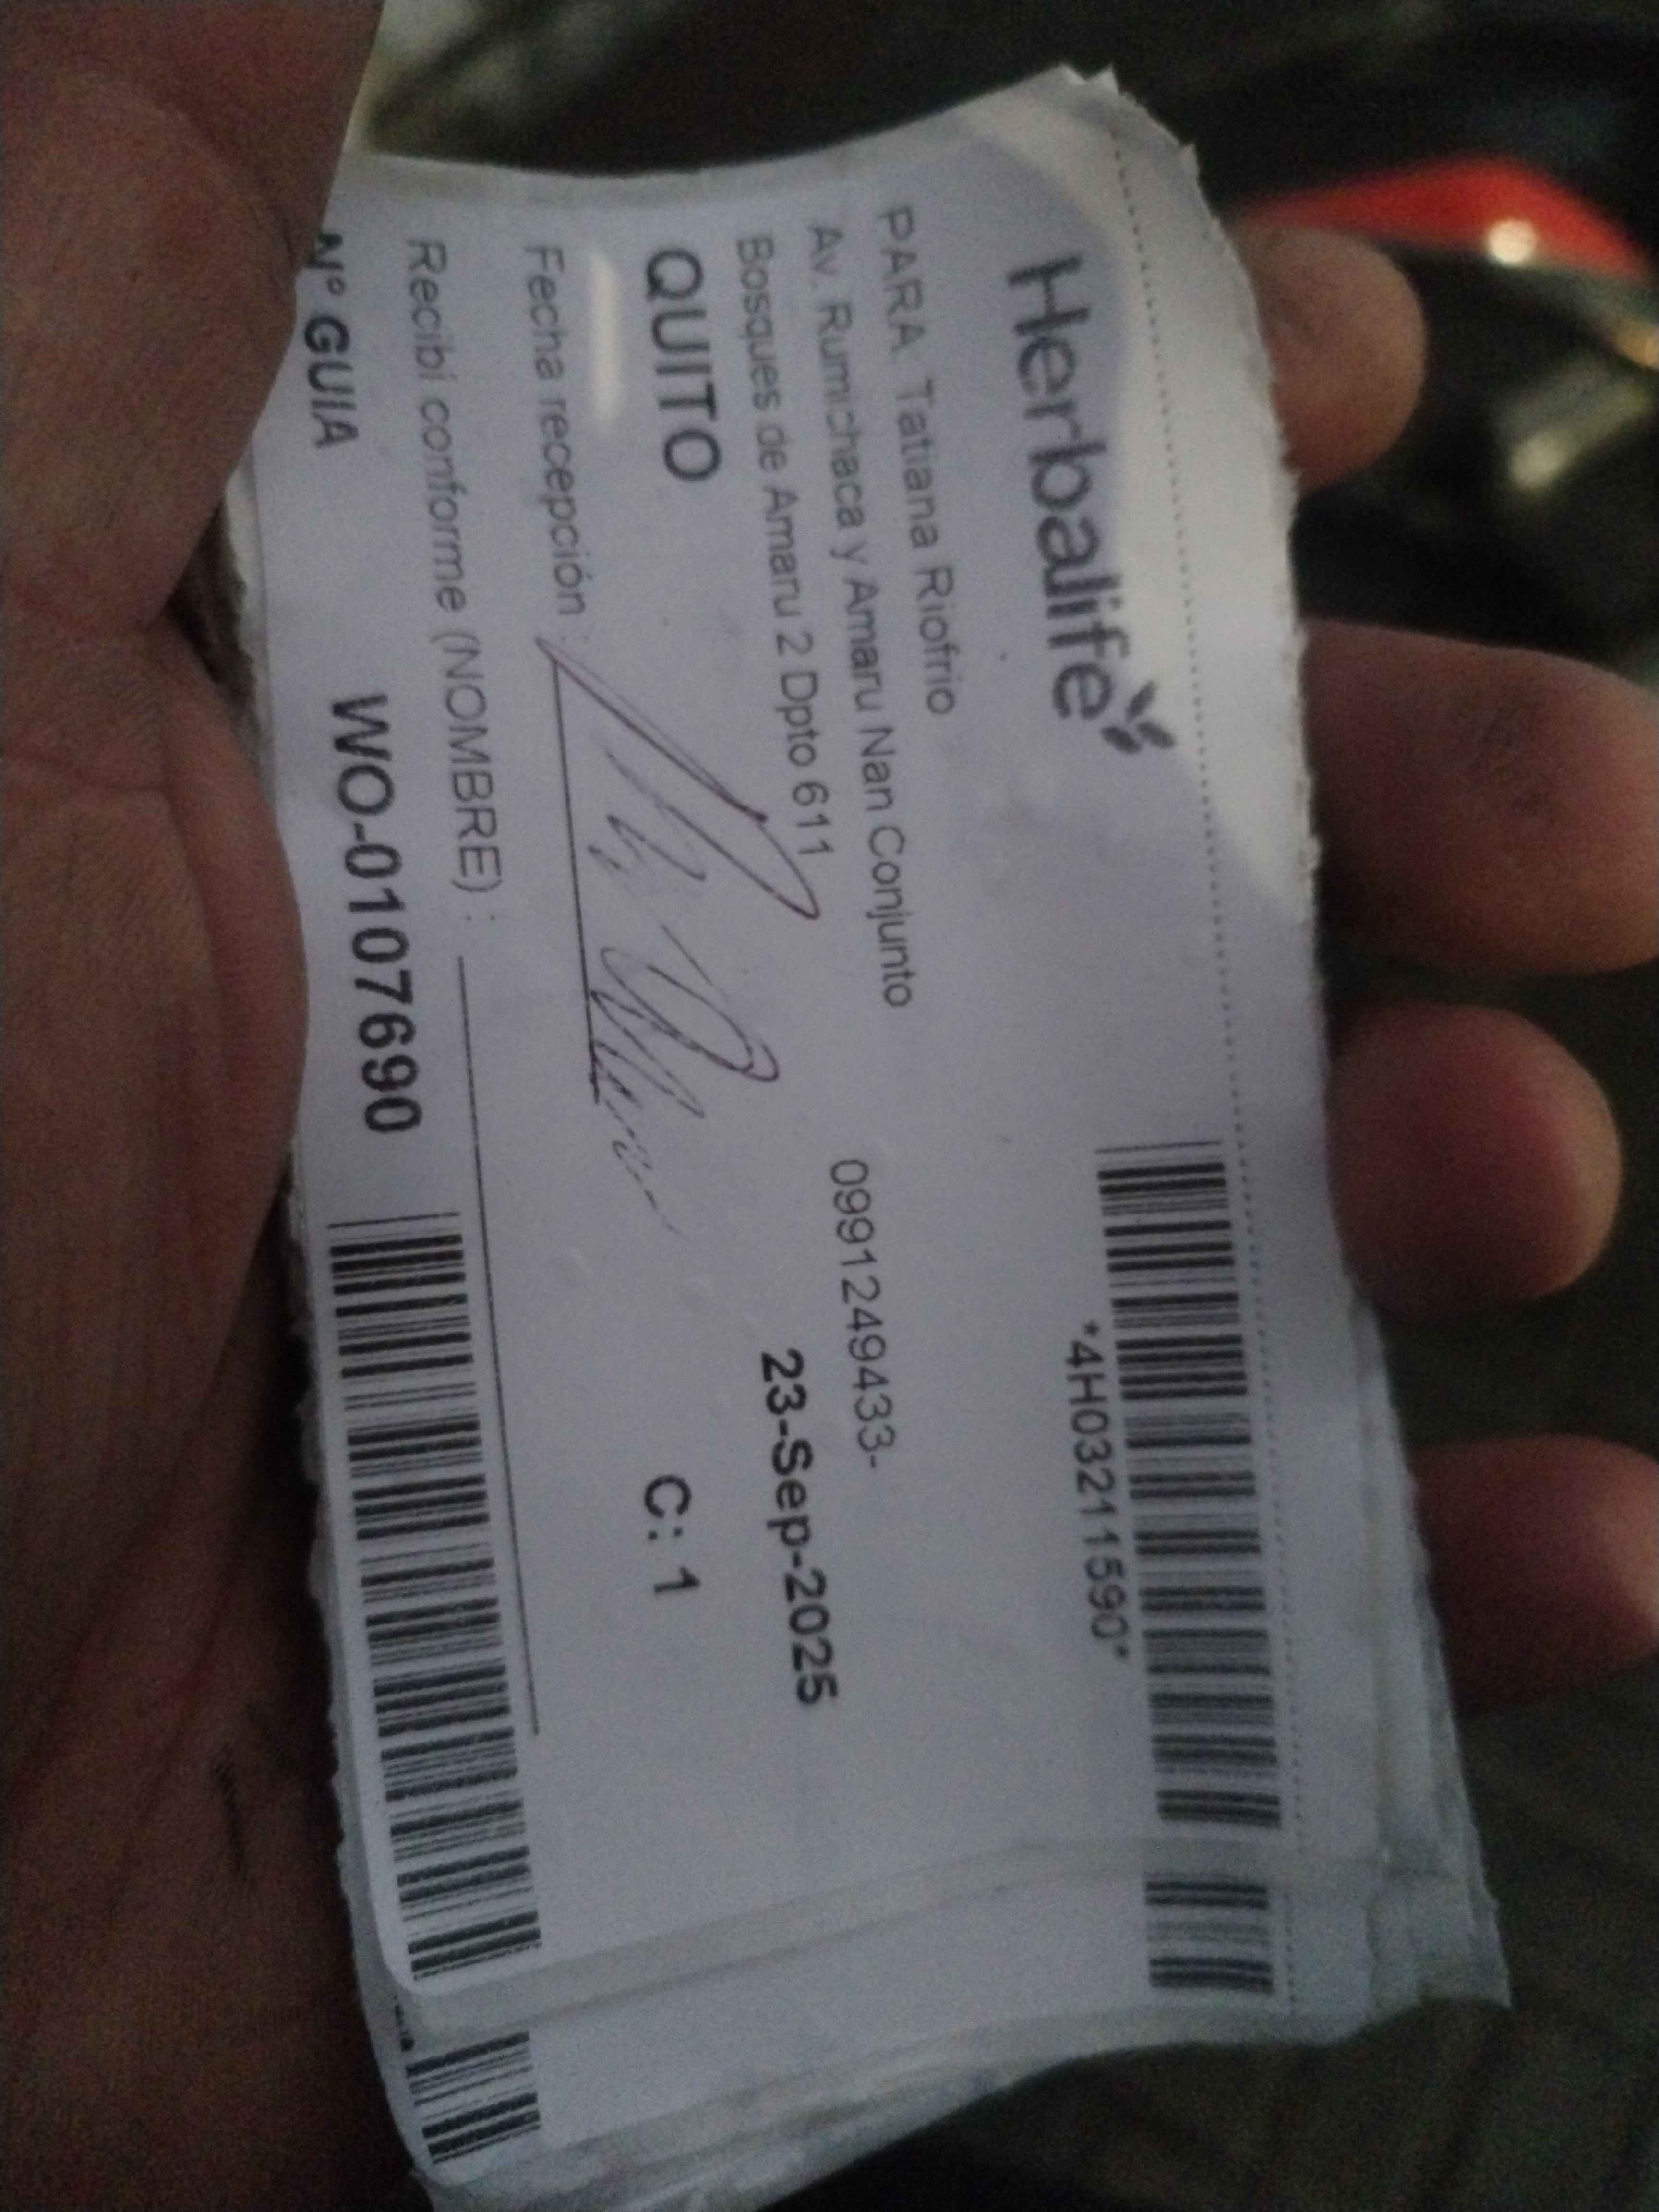 Herbalife
*4H03211590*
PARA: Tatiana Riofrio
Av. Rumichaca y Amaru Nan Conjunto
Bosques de Amaru 2 Dpto 611
0991249433-
23-Sep-2025
QUITO
C: 1
Fecha recepción :
Recibí conforme (NOMBRE) :
Nº GUIA WO-0107690